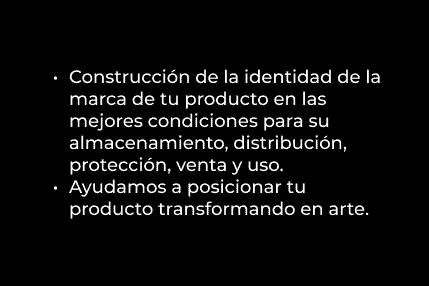 • Construcción de la identidad de la
marca de tu producto en las
mejores condiciones para su
almacenamiento, distribución,
protección, venta y uso.
• Ayudamos a posicionar tu
producto transformando en arte.